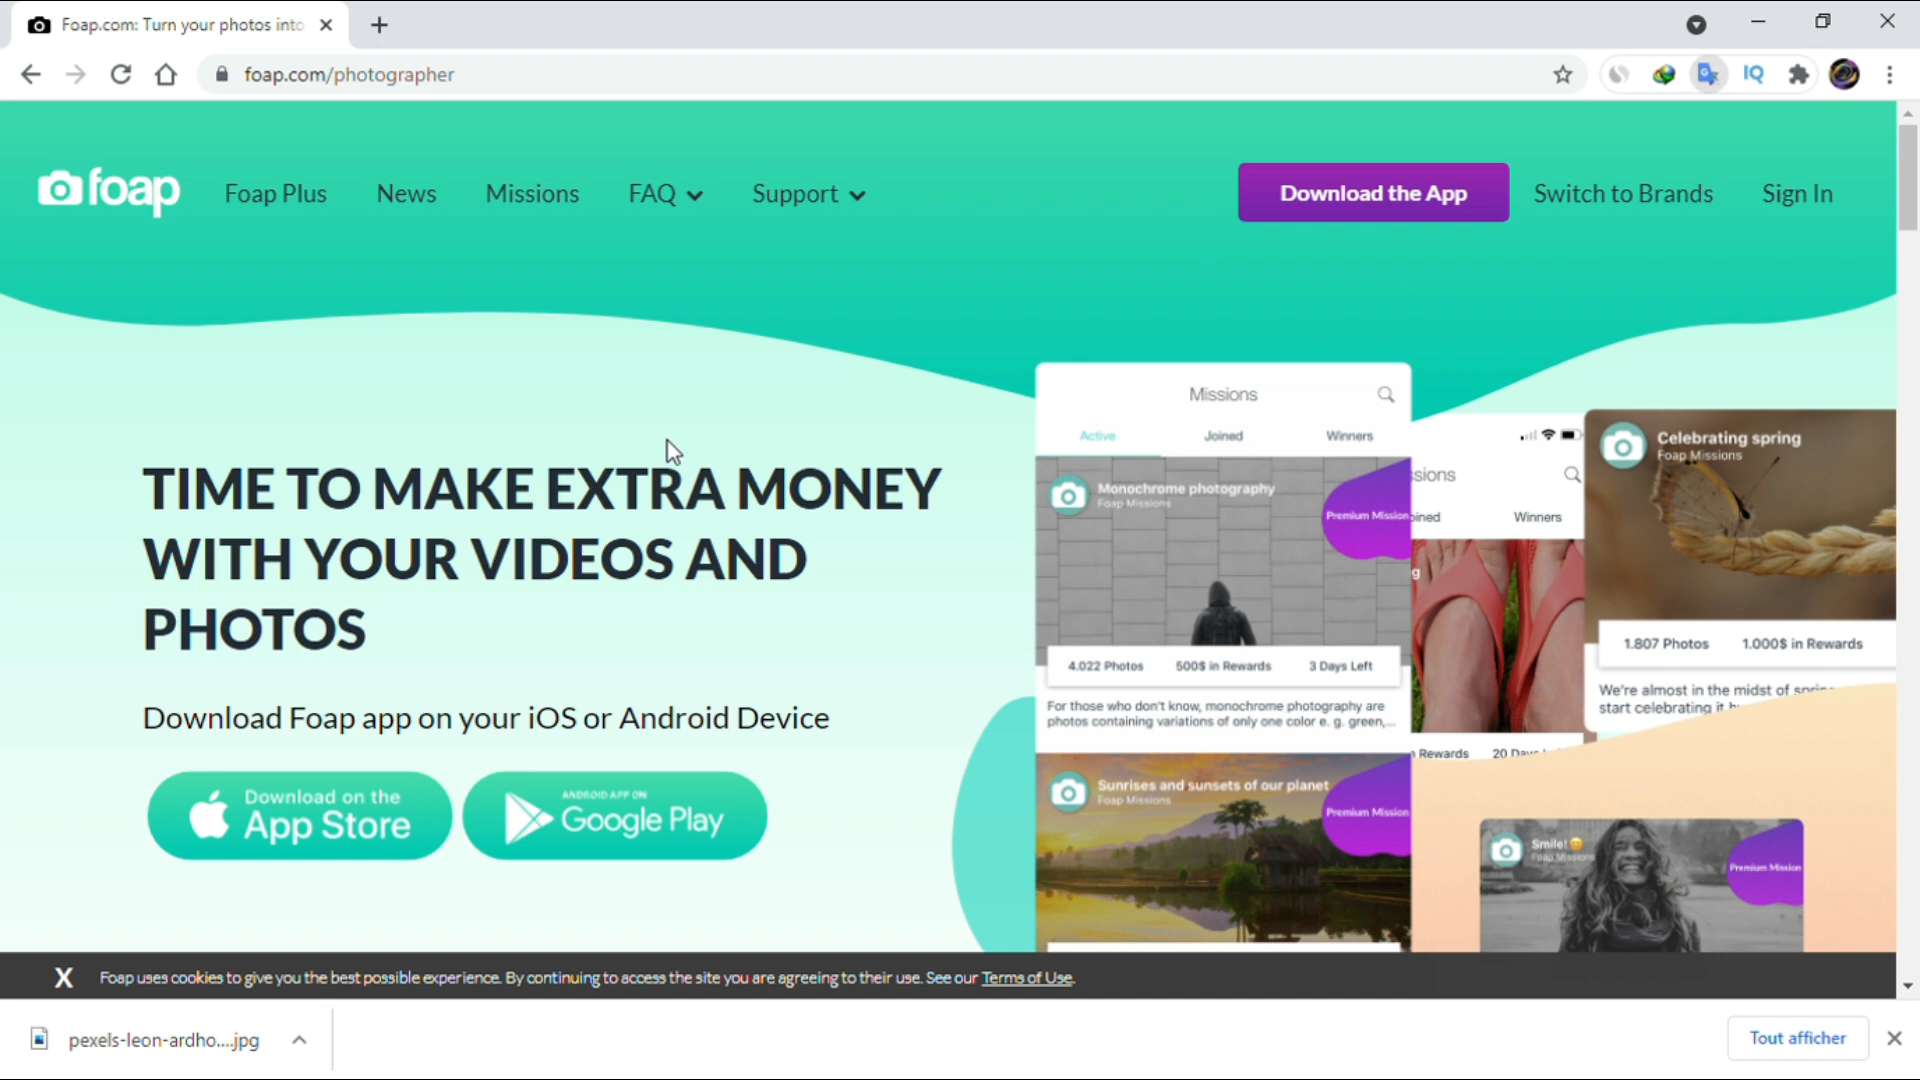 Foap.com: Turn your photos into
foap.com/photographer
IQ
foap
Foap Plus
News
Missions
FAQ
Support
Download the App
Switch to Brands
Sign In
TIME TO MAKE EXTRA MONEY
WITH YOUR VIDEOS AND
PHOTOS
Download Foap app on your iOS or Android Device
Download on the
App Store
ANDROID APP ON
Google Play
Missions
Active
Joined
Winners
Monochrome photography
Foap Missions
Premium Mission
4.022 Photos
500$ in Rewards
3 Days Left
For those who don't know, monochrome photography are
photos containing variations of only one color e. g. green,...
Sunrises and sunsets of our planet
Foap Missions
Premium Mission
ssions
oined
Winners
g
Rewards
20 Days
Celebrating spring
Foap Missions
1.807 Photos
1.000$ in Rewards
We're almost in the midst of
start celebrating it
Smile!😊
Foap Missions
Premium Mission
X
Foap uses cookies to give you the best possible experience. By continuing to access the site you are agreeing to their use. See our Terms of Use.
pexels-leon-ardho....jpg
Tout afficher